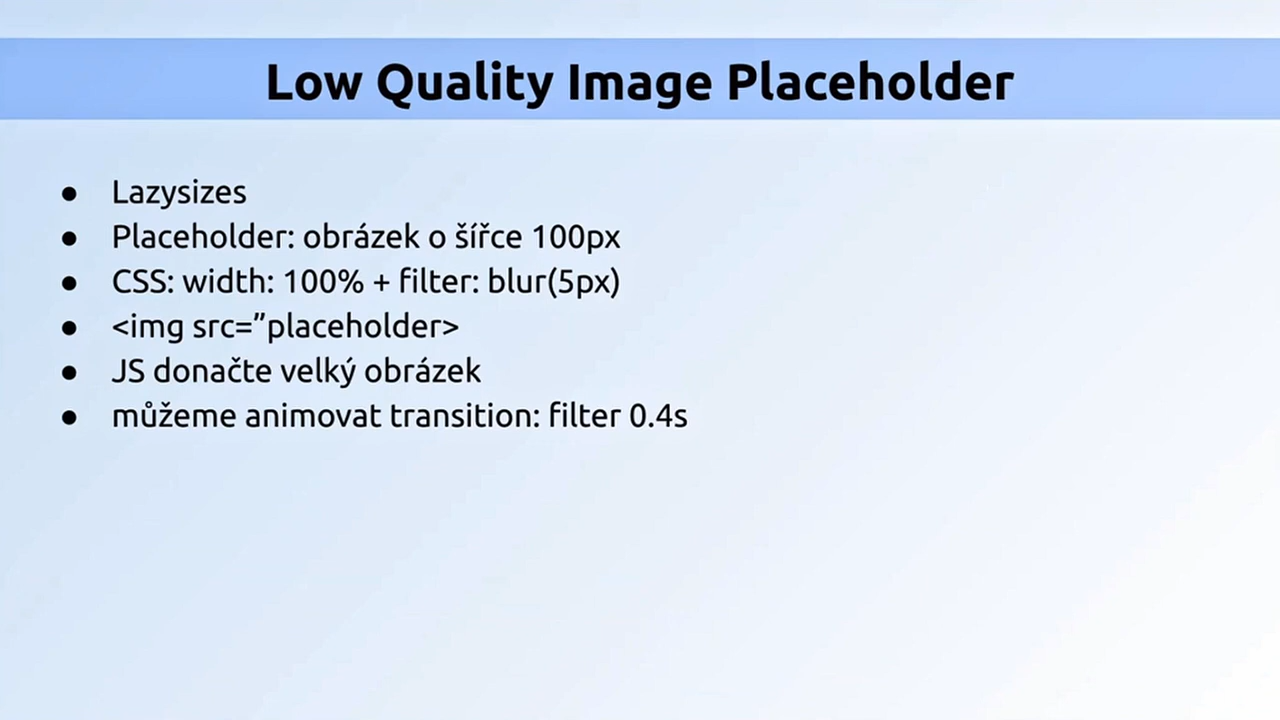 Low Quality Image Placeholder
● Lazysizes
● Placeholder: obrázek o šířce 100px
● CSS: width: 100% + filter: blur(5px)
● <img src=”placeholder>
● JS donačte velký obrázek
● můžeme animovat transition: filter 0.4s